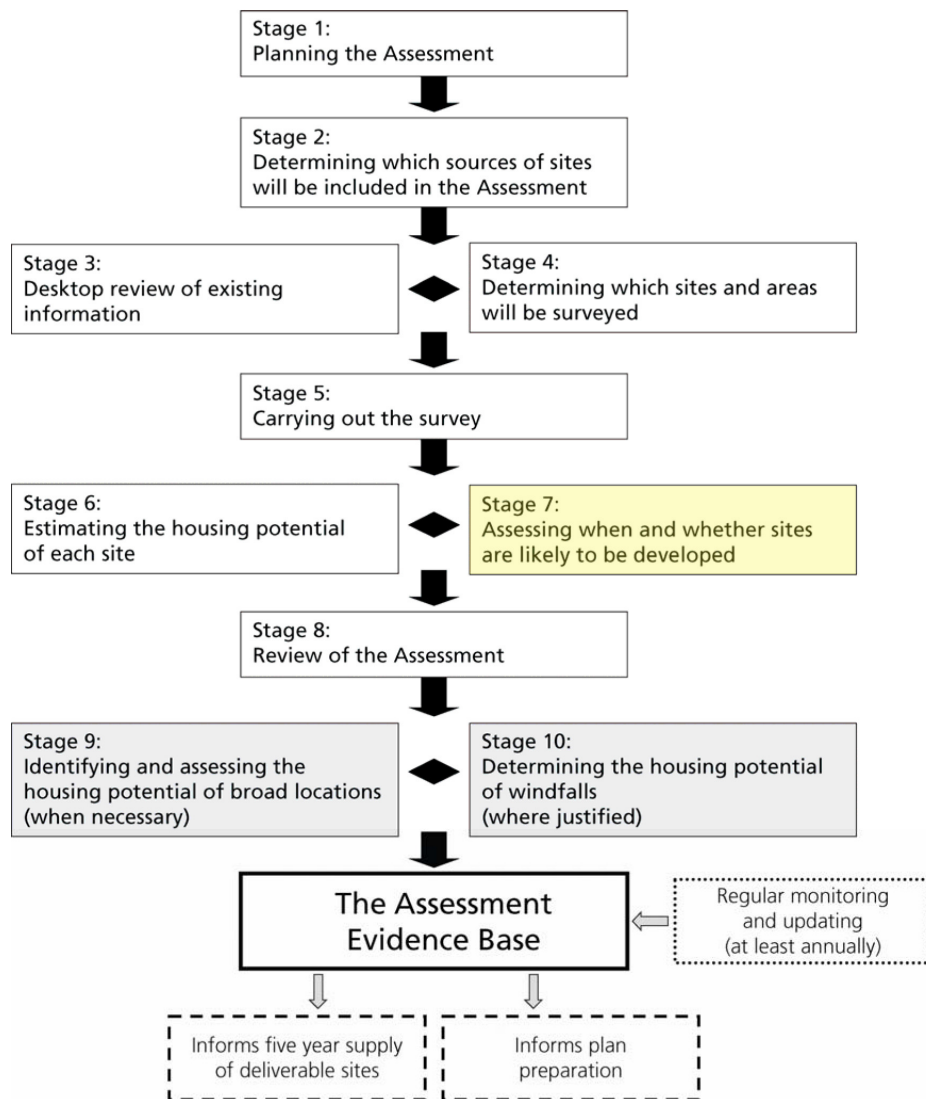 Stage 1:
Planning the Assessment
Stage 2:
Determining which sources of sites
will be included in the Assessment
Stage 3:
Desktop review of existing
information
Stage 4:
Determining which sites and areas
will be surveyed
Stage 5:
Carrying out the survey
Stage 6:
Estimating the housing potential
of each site
Stage 7:
Assessing when and whether sites
are likely to be developed
Stage 8:
Review of the Assessment
Stage 9:
Identifying and assessing the
housing potential of broad locations
(when necessary)
Stage 10:
Determining the housing potential
of windfalls
(where justified)
The Assessment
Evidence Base
Regular monitoring
and updating
(at least annually)
Informs five year supply
of deliverable sites
Informs plan
preparation